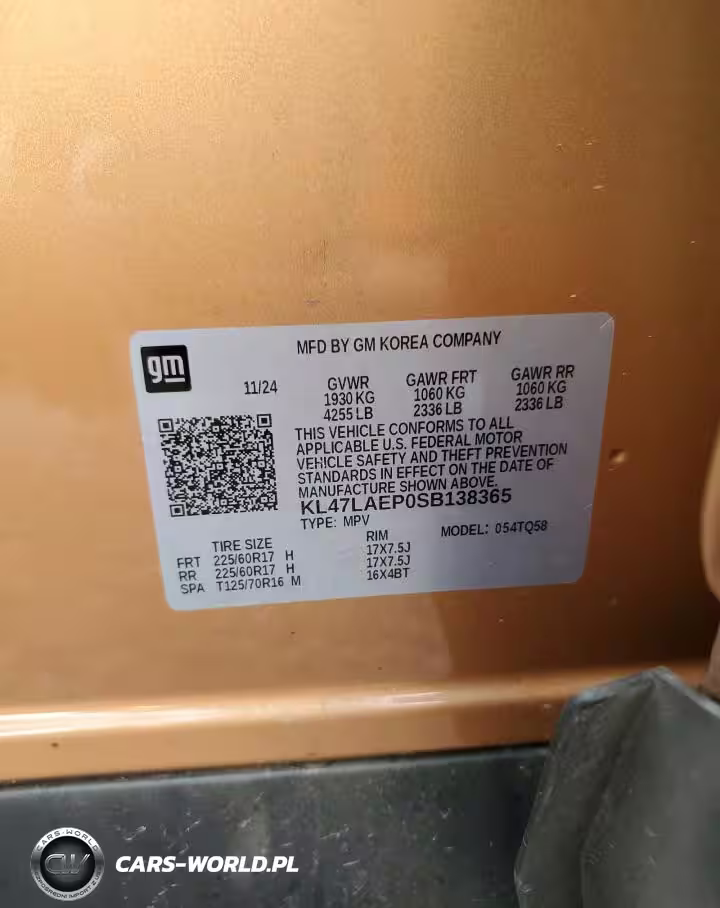 gm
MFD BY GM KOREA COMPANY
11/24
GVWR GAWR FRT GAWR RR
1930 KG 1060 KG 1060 KG
4255 LB 2336 LB 2336 LB
THIS VEHICLE CONFORMS TO ALL
APPLICABLE U.S. FEDERAL MOTOR
VEHICLE SAFETY AND THEFT PREVENTION
STANDARDS IN EFFECT ON THE DATE OF
MANUFACTURE SHOWN ABOVE.
KL47LAEP0SB138365
TYPE: MPV MODEL: 054TQ58
TIRE SIZE RIM
FRT 225/60R17 H 17X7.5J
RR 225/60R17 H 17X7.5J
SPA T125/70R16 M 16X4BT
CARS-WORLD
CW
CARS-WORLD.PL